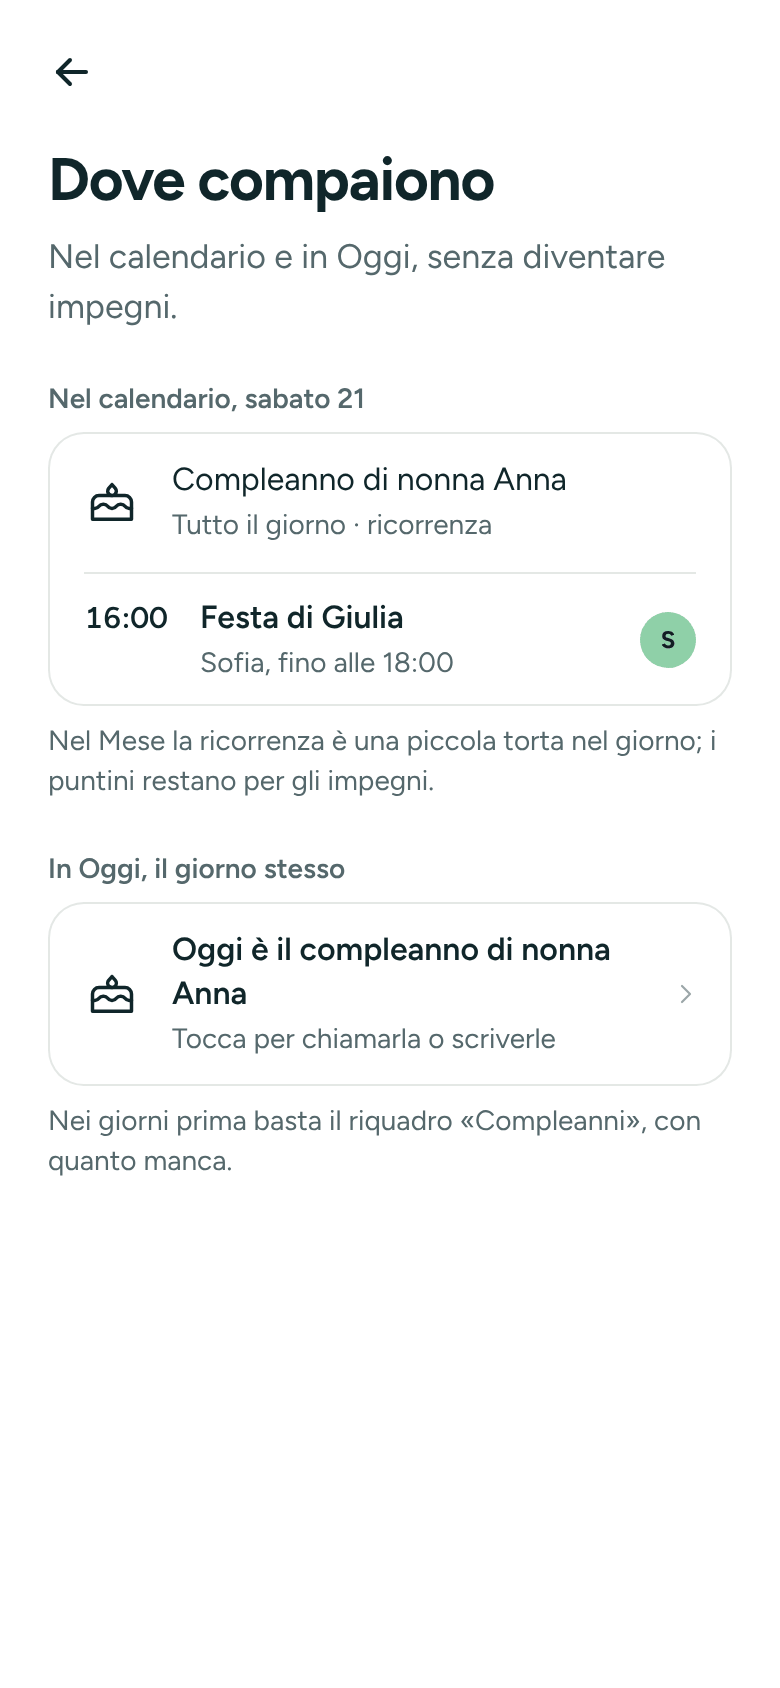 Dove compaiono
Nel calendario e in Oggi, senza diventare
impegni.
Nel calendario, sabato 21
Compleanno di nonna Anna
Tutto il giorno · ricorrenza
16:00 Festa di Giulia
Sofia, fino alle 18:00
S
Nel Mese la ricorrenza è una piccola torta nel giorno; i
puntini restano per gli impegni.
In Oggi, il giorno stesso
Oggi è il compleanno di nonna
Anna
Tocca per chiamarla o scriverle
Nei giorni prima basta il riquadro «Compleanni», con
quanto manca.